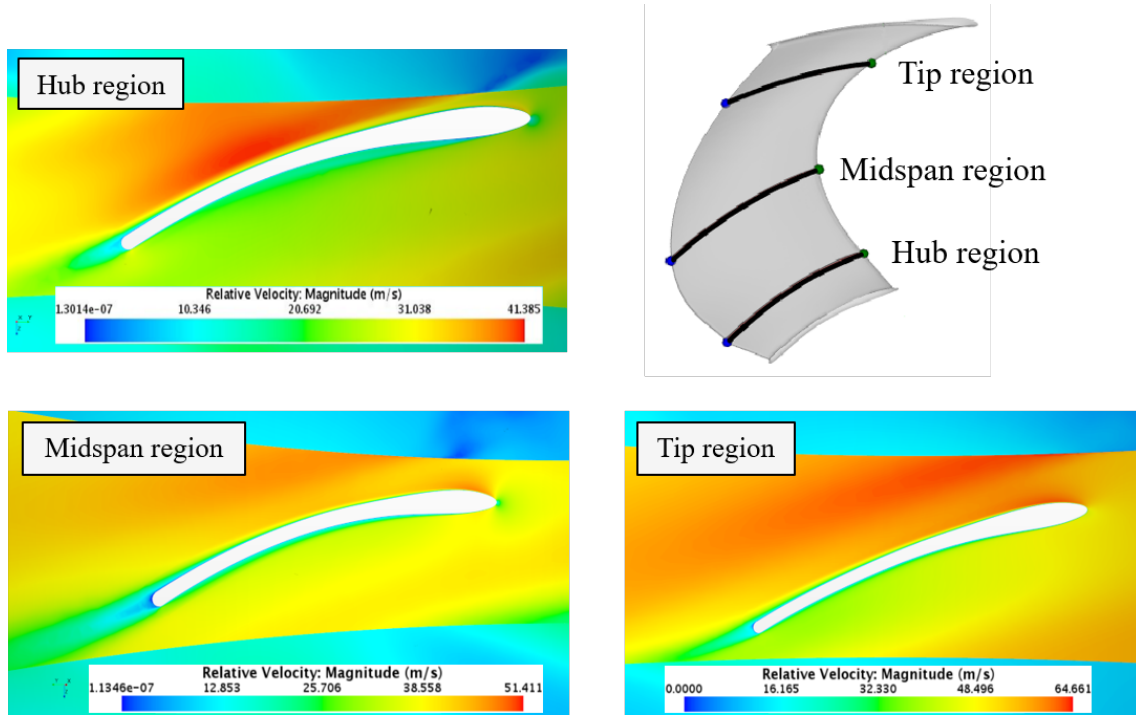 Hub region
Relative Velocity: Magnitude (m/s)
1.3014e-07 10.346 20.692 31.038 41.385
Tip region
Midspan region
Hub region
Midspan region
Relative Velocity: Magnitude (m/s)
1.1346e-07 12.853 25.706 38.558 51.411
Tip region
Relative Velocity: Magnitude (m/s)
0.0000 16.165 32.330 48.496 64.661